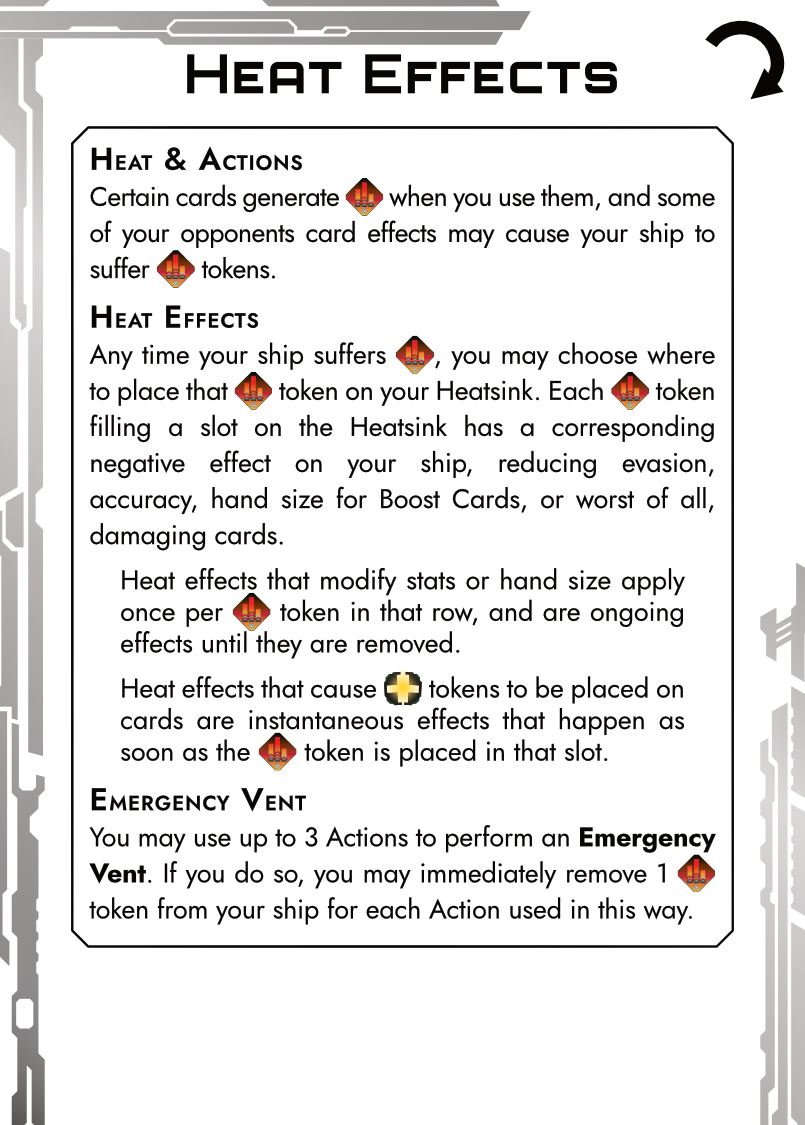 Heat Effects
Heat & Actions
Certain cards generate when you use them, and some
of your opponents card effects may cause your ship to
suffer tokens.
Heat Effects
Any time your ship suffers , you may choose where
to place that token on your Heatsink. Each token
filling a slot on the Heatsink has a corresponding
negative effect on your ship, reducing evasion,
accuracy, hand size for Boost Cards, or worst of all,
damaging cards.
Heat effects that modify stats or hand size apply
once per token in that row, and are ongoing
effects until they are removed.
Heat effects that cause tokens to be placed on
cards are instantaneous effects that happen as
soon as the token is placed in that slot.
Emergency Vent
You may use up to 3 Actions to perform an Emergency
Vent. If you do so, you may immediately remove 1
token from your ship for each Action used in this way.